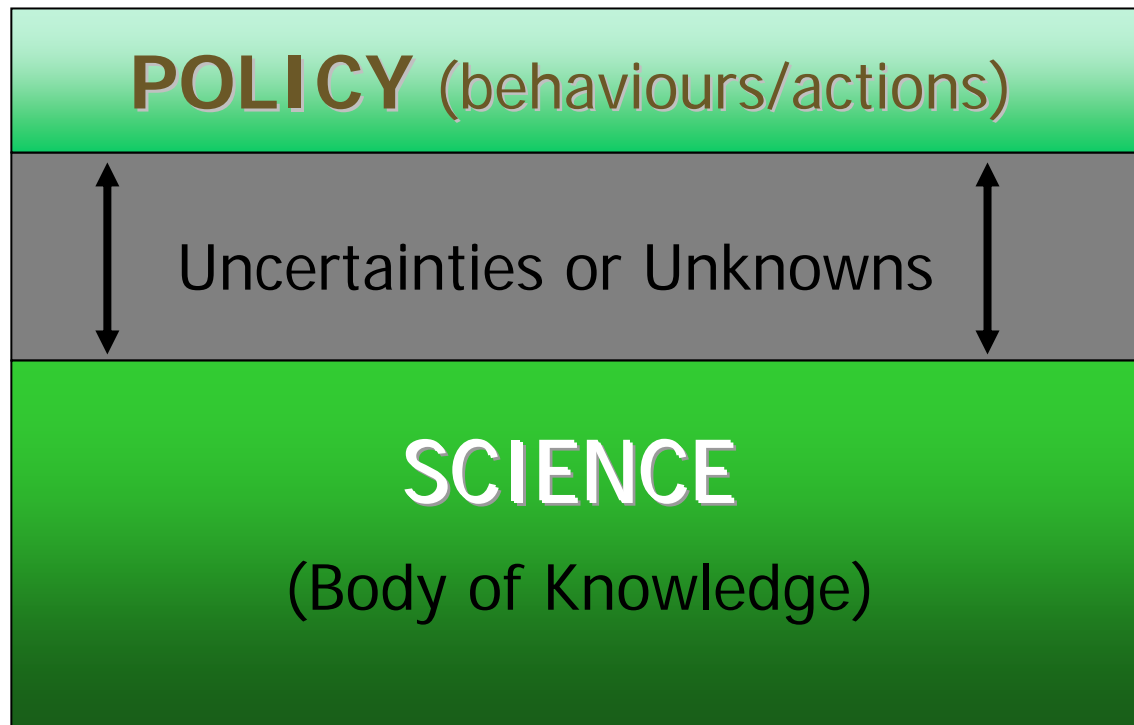 POLICY (behaviours/actions)
Uncertainties or Unknowns
SCIENCE
(Body of Knowledge)